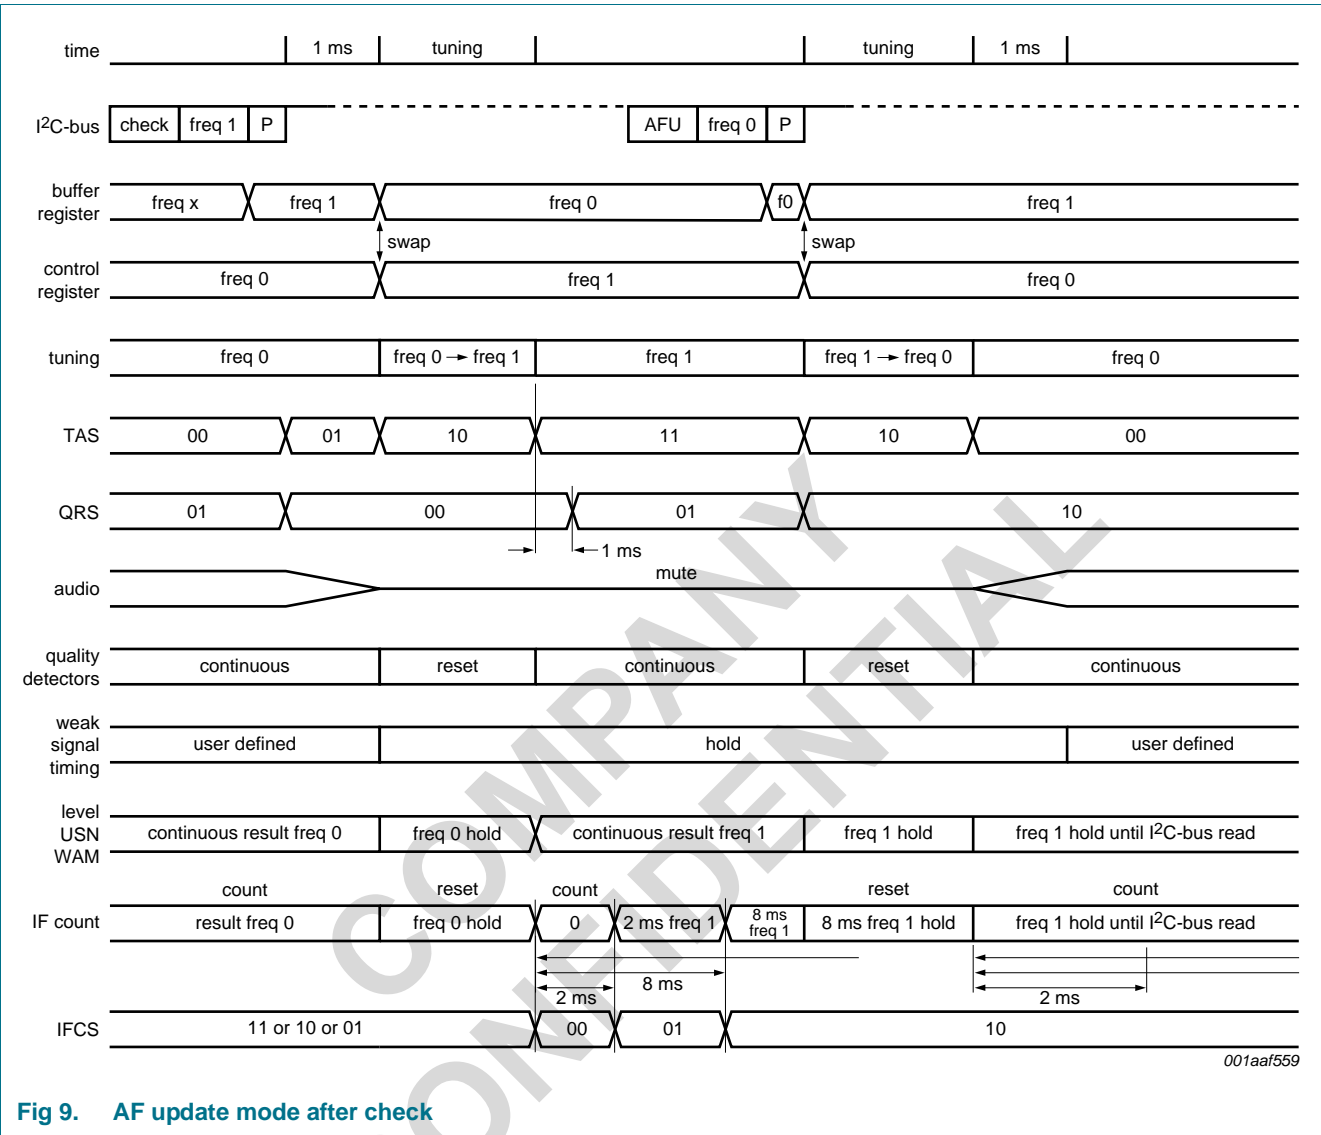 time 1 ms tuning tuning 1 ms
I²C-bus check freq 1 P AFU freq 0 P
buffer
register freq x freq 1 freq 0 f0 freq 1
swap swap
control
register freq 0 freq 1 freq 0
tuning freq 0 freq 0 → freq 1 freq 1 freq 1 → freq 0 freq 0
TAS 00 01 10 11 10 00
QRS 01 00 01 10
1 ms
audio mute
quality
detectors continuous reset continuous reset continuous
weak
signal
timing user defined hold user defined
level
USN
WAM continuous result freq 0 freq 0 hold continuous result freq 1 freq 1 hold freq 1 hold until I²C-bus read
count reset count reset count
IF count result freq 0 freq 0 hold 0 2 ms freq 1 8 ms freq 1 8 ms freq 1 hold freq 1 hold until I²C-bus read
8 ms
2 ms 2 ms
IFCS 11 or 10 or 01 00 01 10
001aaf559
Fig 9. AF update mode after check
COMPANY
CONFIDENTIAL